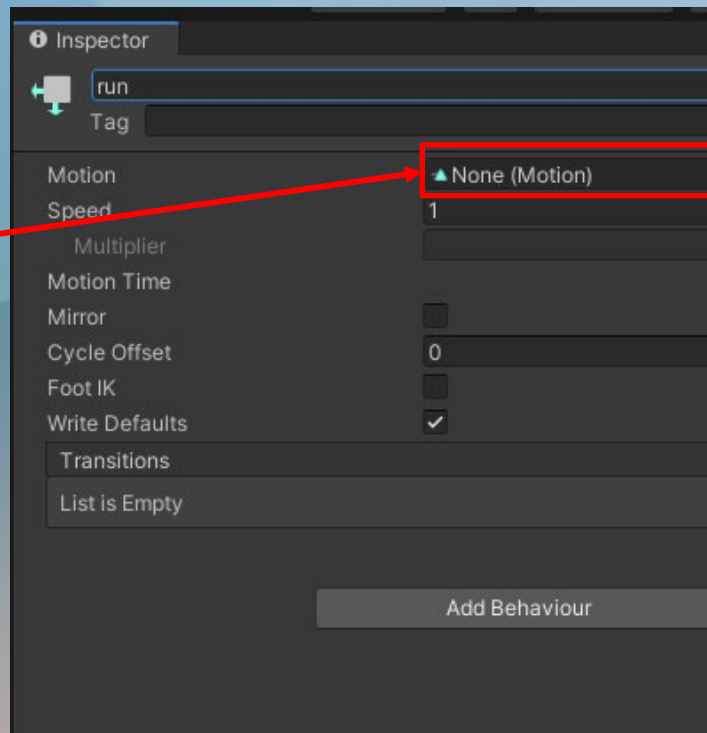 Inspector
run
Tag
Motion None (Motion)
Speed 1
Multiplier
Motion Time
Mirror
Cycle Offset 0
Foot IK
Write Defaults
Transitions
List is Empty
Add Behaviour